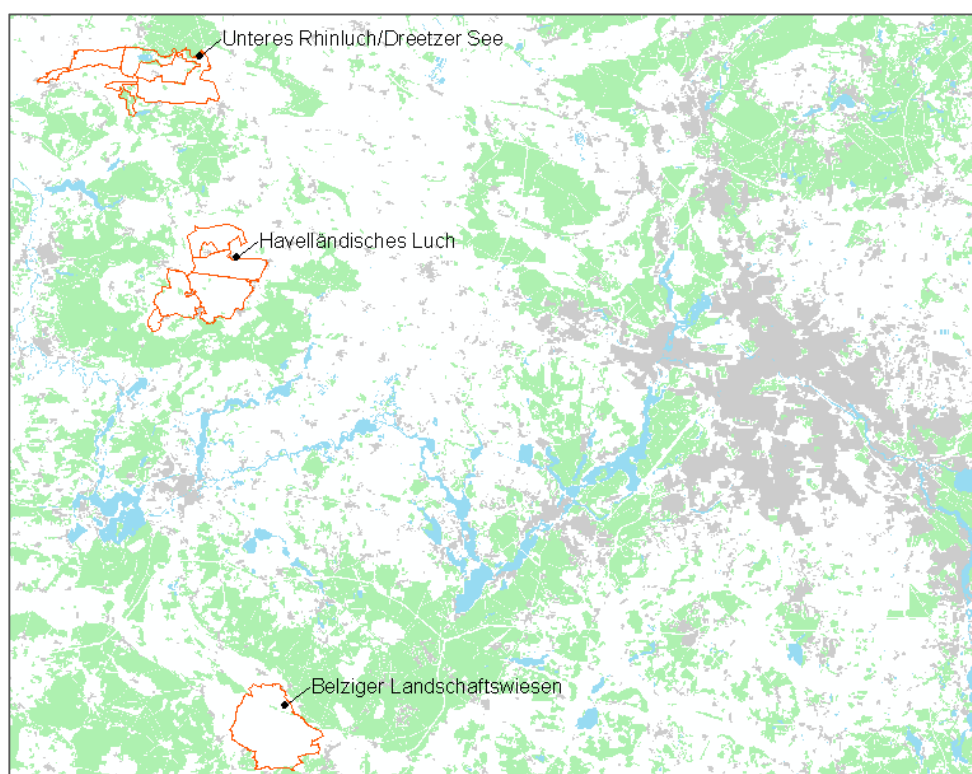 Unteres Rhinluch/Dreetzer See
Havelländisches Luch
Belziger Landschaftswiesen